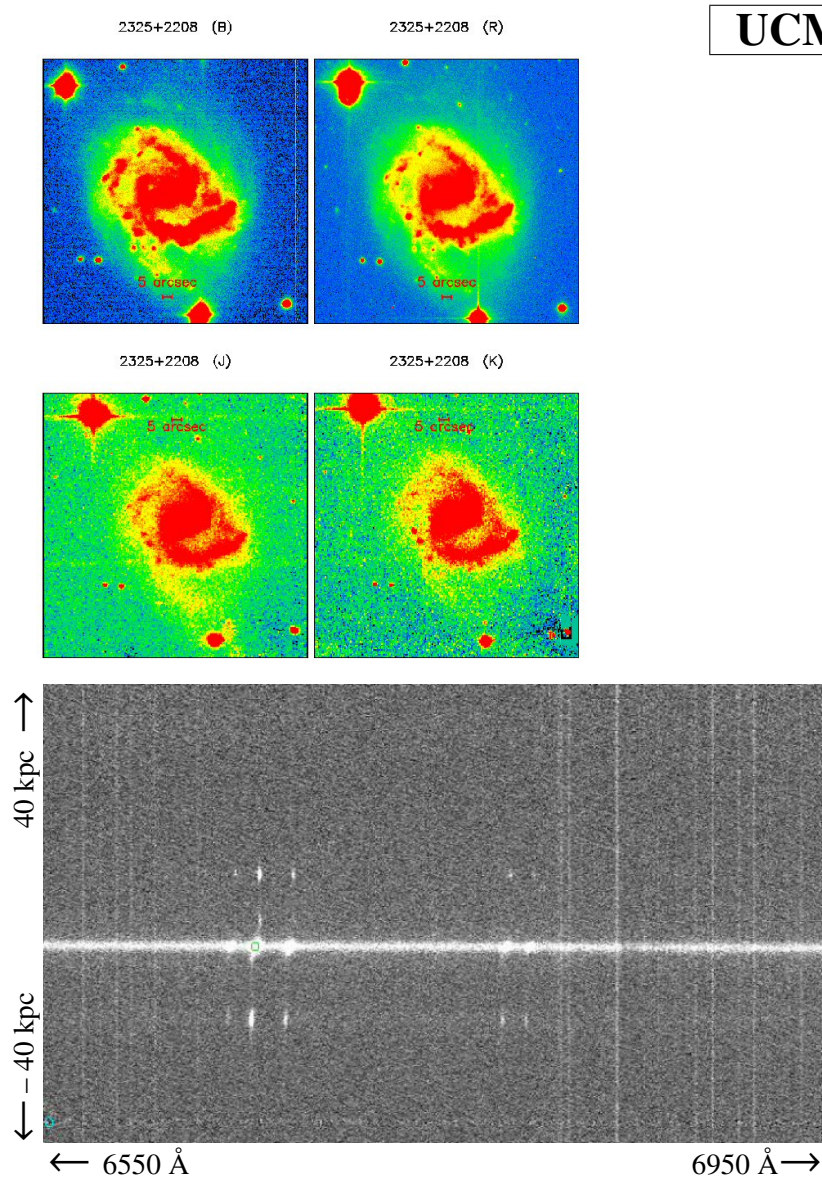 2325+2208 (B)
2325+2208 (R)
UCM
5 arcsec
5 arcsec
2325+2208 (J)
2325+2208 (K)
5 arcsec
5 arcsec
40 kpc
− 40 kpc
6550 Å
6950 Å